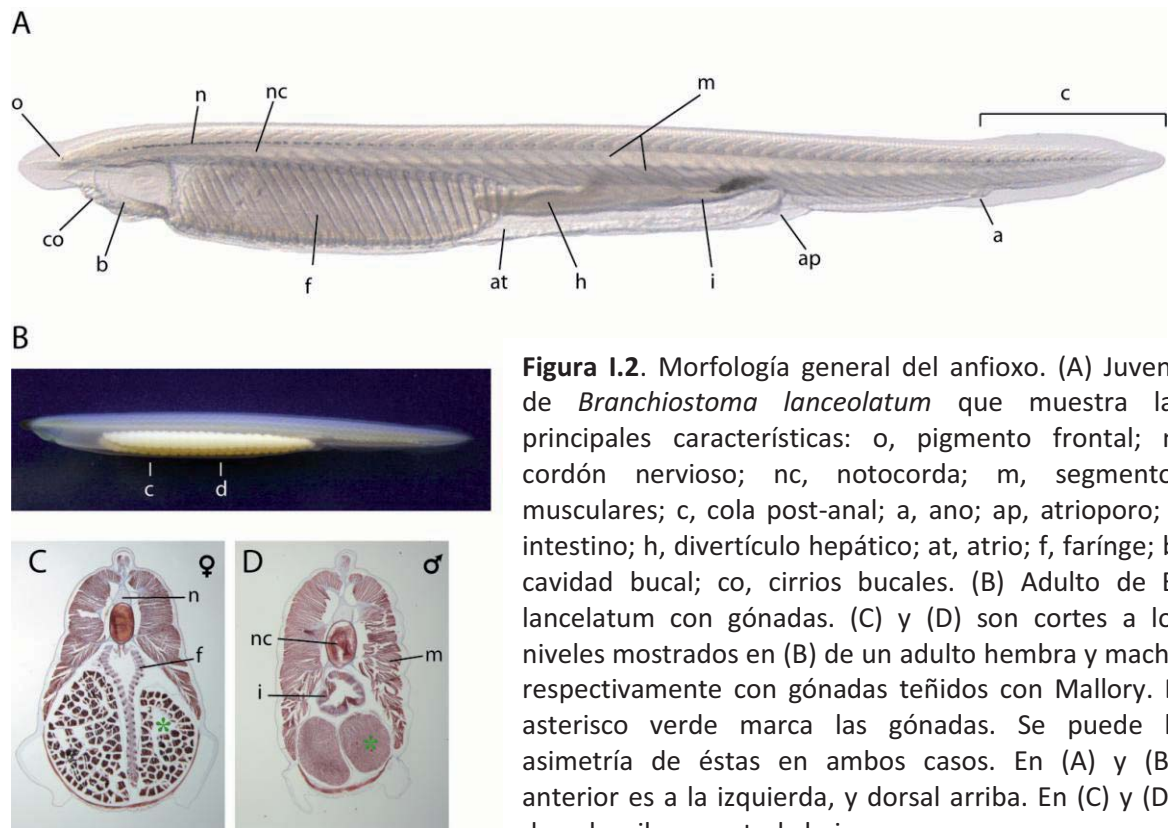 A
o
n
nc
m
c
co
b
f
at
h
i
ap
a
B
c
d
C
♀
n
f
D
♂
nc
m
i
Figura I.2. Morfología general del anfioxo. (A) Juven
de Branchiostoma lanceolatum que muestra la
principales características: o, pigmento frontal;
cordón nervioso; nc, notocorda; m, segmento
musculares; c, cola post-anal; a, ano; ap, atrioporo;
intestino; h, divertículo hepático; at, atrio; f, farínge;
cavidad bucal; co, cirrios bucales. (B) Adulto de
lancelatum con gónadas. (C) y (D) son cortes a lo
niveles mostrados en (B) de un adulto hembra y mach
respectivamente con gónadas teñidos con Mallory.
asterisco verde marca las gónadas. Se puede
asimetría de éstas en ambos casos. En (A) y (B)
anterior es a la izquierda, y dorsal arriba. En (C) y (D)